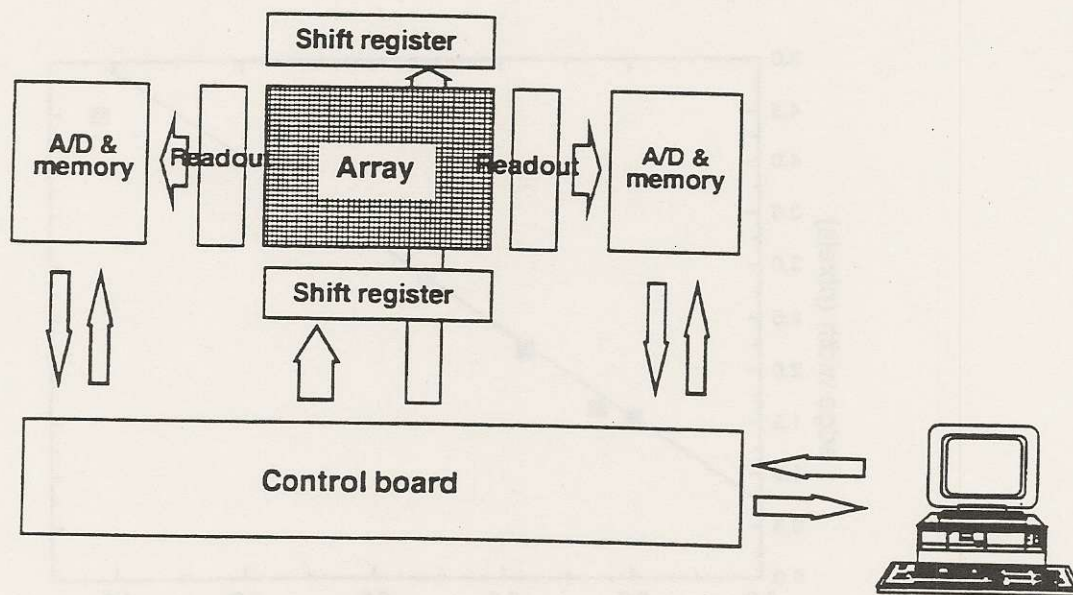 Shift register
A/D &
memory
Readout
Array
Readout
A/D &
memory
Shift register
Control board